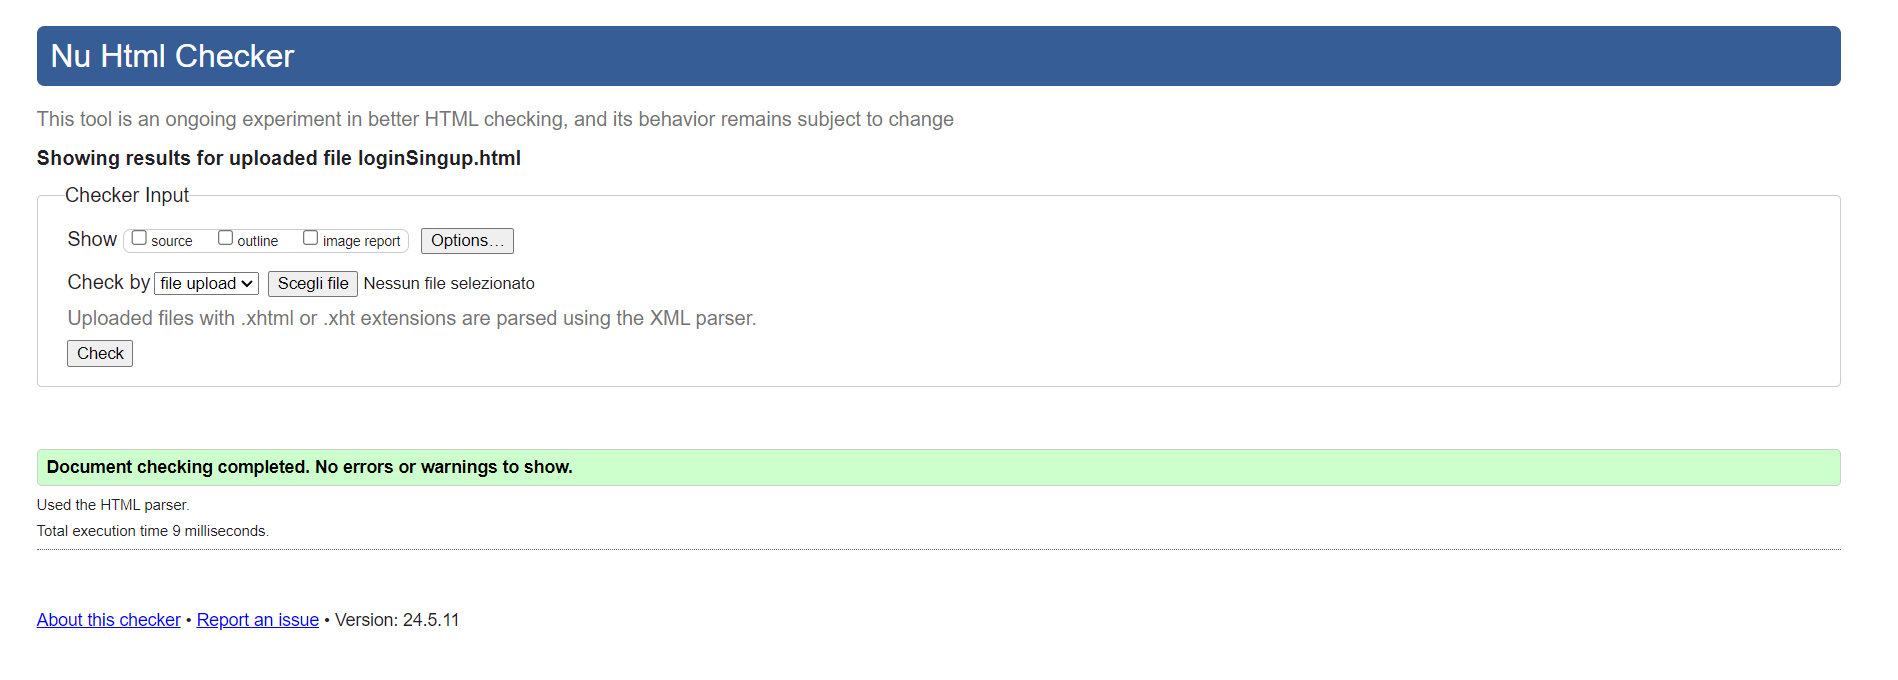 Nu Html Checker
This tool is an ongoing experiment in better HTML checking, and its behavior remains subject to change
Showing results for uploaded file loginSingup.html
Checker Input
Show source outline image report Options...
Check by file upload Scegli file Nessun file selezionato
Uploaded files with .xhtml or .xht extensions are parsed using the XML parser.
Check
Document checking completed. No errors or warnings to show.
Used the HTML parser.
Total execution time 9 milliseconds.
About this checker • Report an issue • Version: 24.5.11